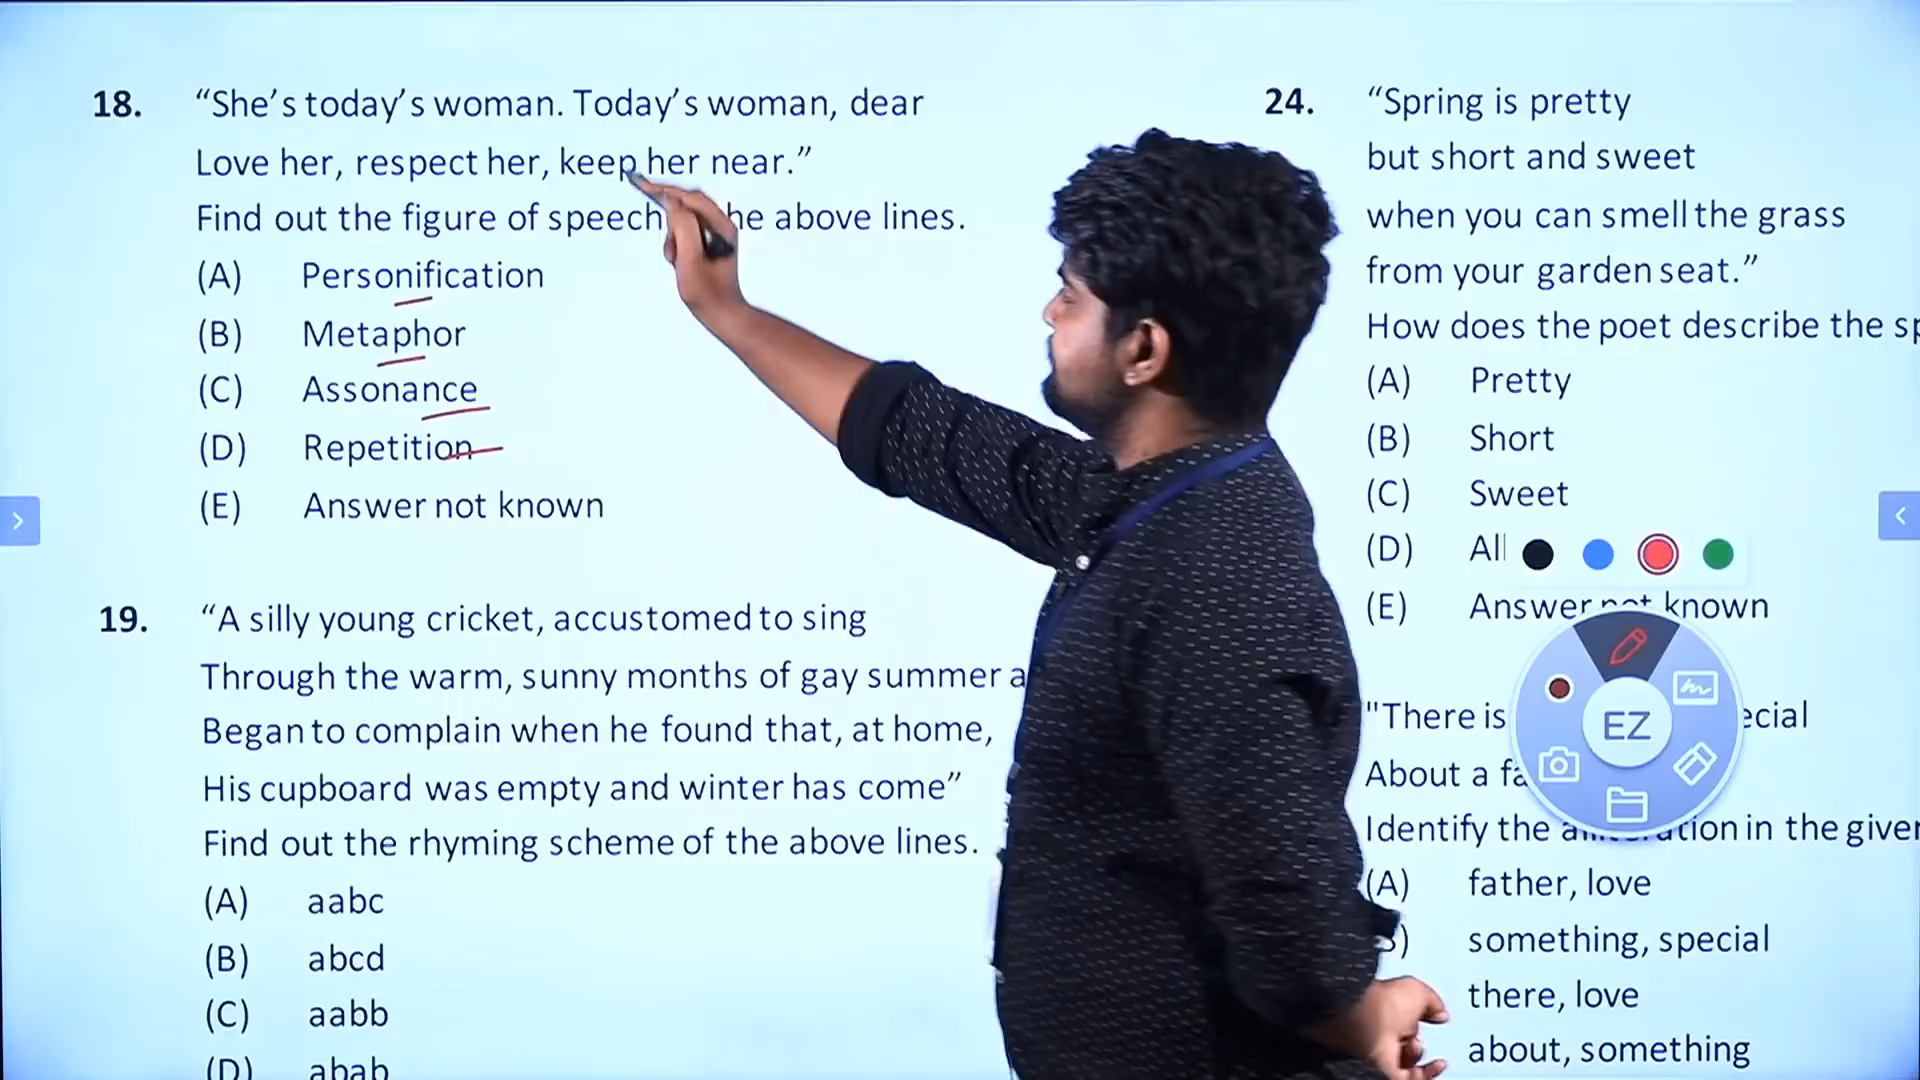 18. “She’s today’s woman. Today’s woman, dear
Love her, respect her, keep her near.”
Find out the figure of speech he above lines.
(A) Personification
(B) Metaphor
(C) Assonance
(D) Repetition
(E) Answer not known
19. “A silly young cricket, accustomed to sing
Through the warm, sunny months of gay summer a
Began to complain when he found that, at home,
His cupboard was empty and winter has come”
Find out the rhyming scheme of the above lines.
(A) aabc
(B) abcd
(C) aabb
(D) abab
24. “Spring is pretty
but short and sweet
when you can smell the grass
from your garden seat.”
How does the poet describe the sp
(A) Pretty
(B) Short
(C) Sweet
(D) All
(E) Answer not known
"There is ecial
About a fa
Identify the in the given
(A) father, love
something, special
there, love
about, something
EZ